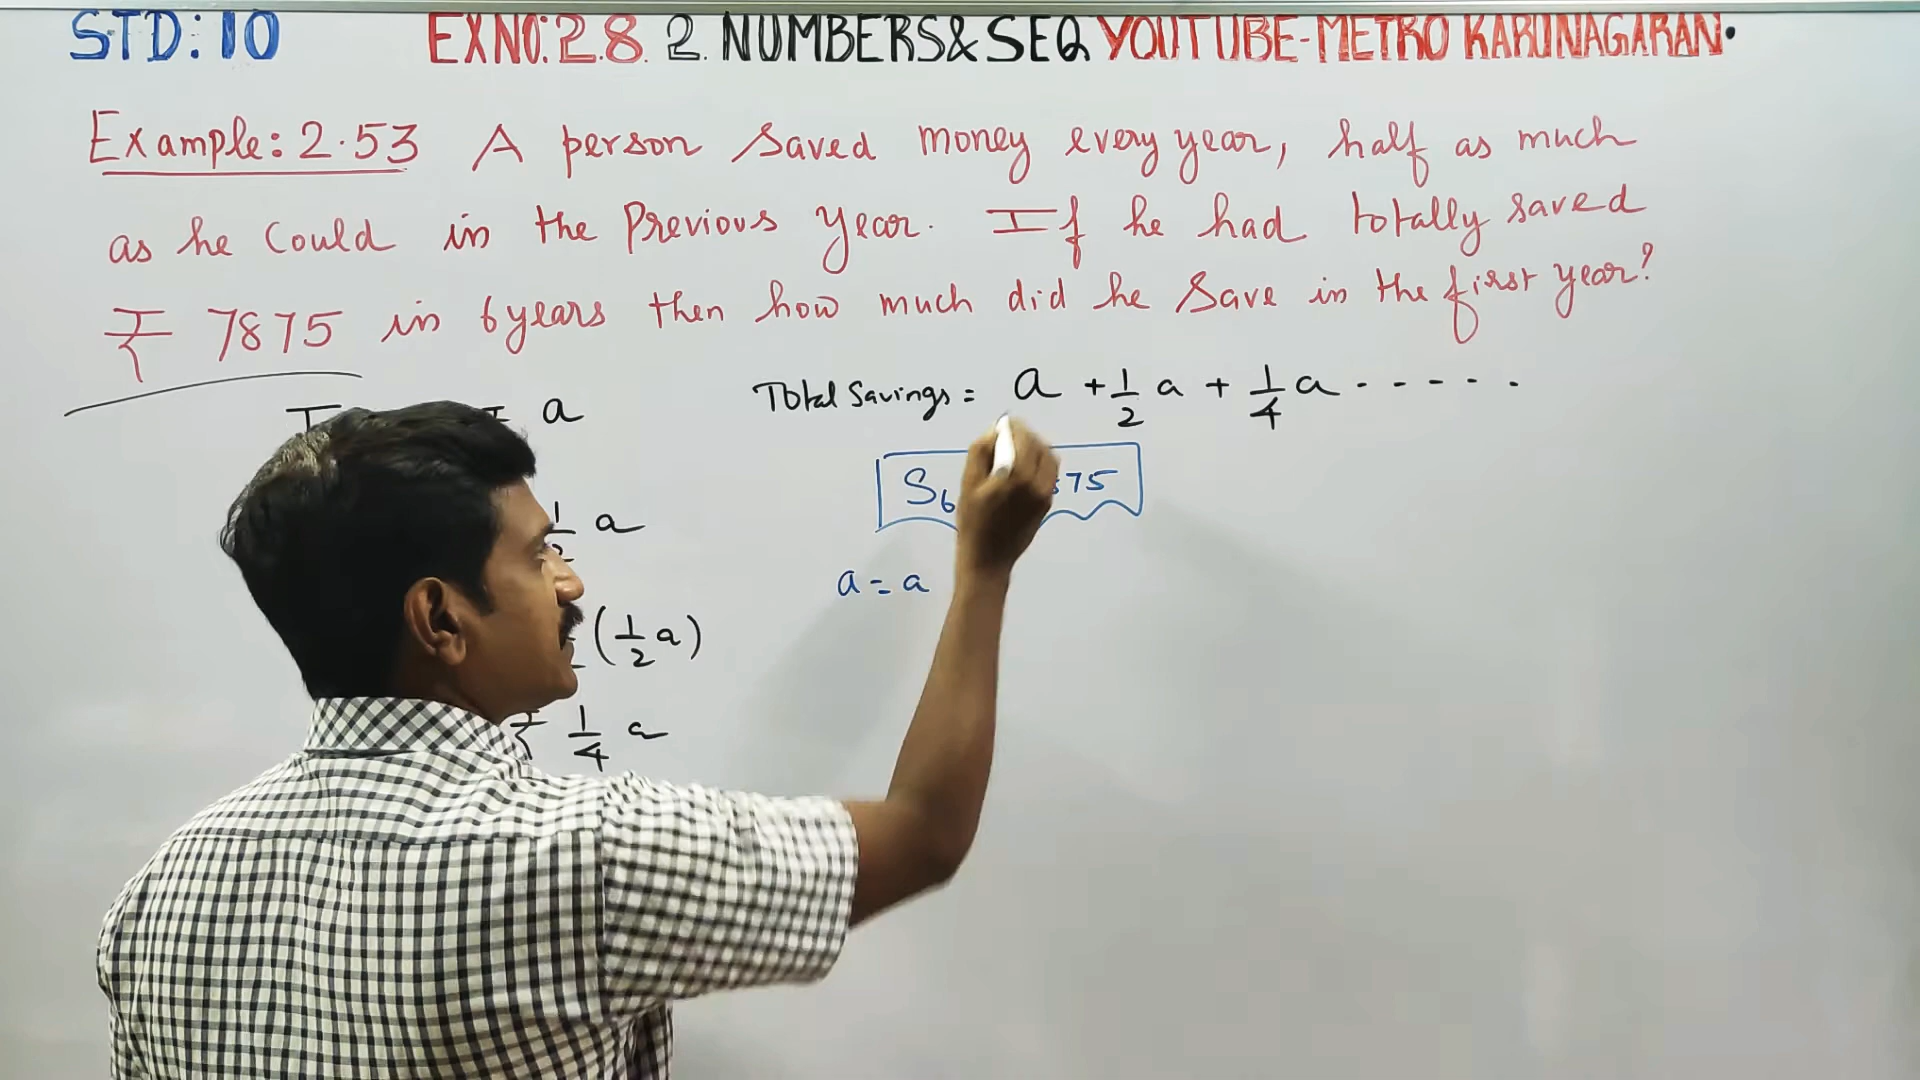 STD: 10 EXNO: 2.8. 2. NUMBERS & SEQ YOUTUBE-METRO KARUNAGARAN.
Example: 2.53 A person saved money every year, half as much
as he could in the previous year. If he had totally saved
₹ 7875 in 6 years then how much did he save in the first year?
a
Total Savings = a + 1/2 a + 1/4 a - - - - -
S6 75
1/2 a
a = a
(1/2 a)
₹ 1/4 a